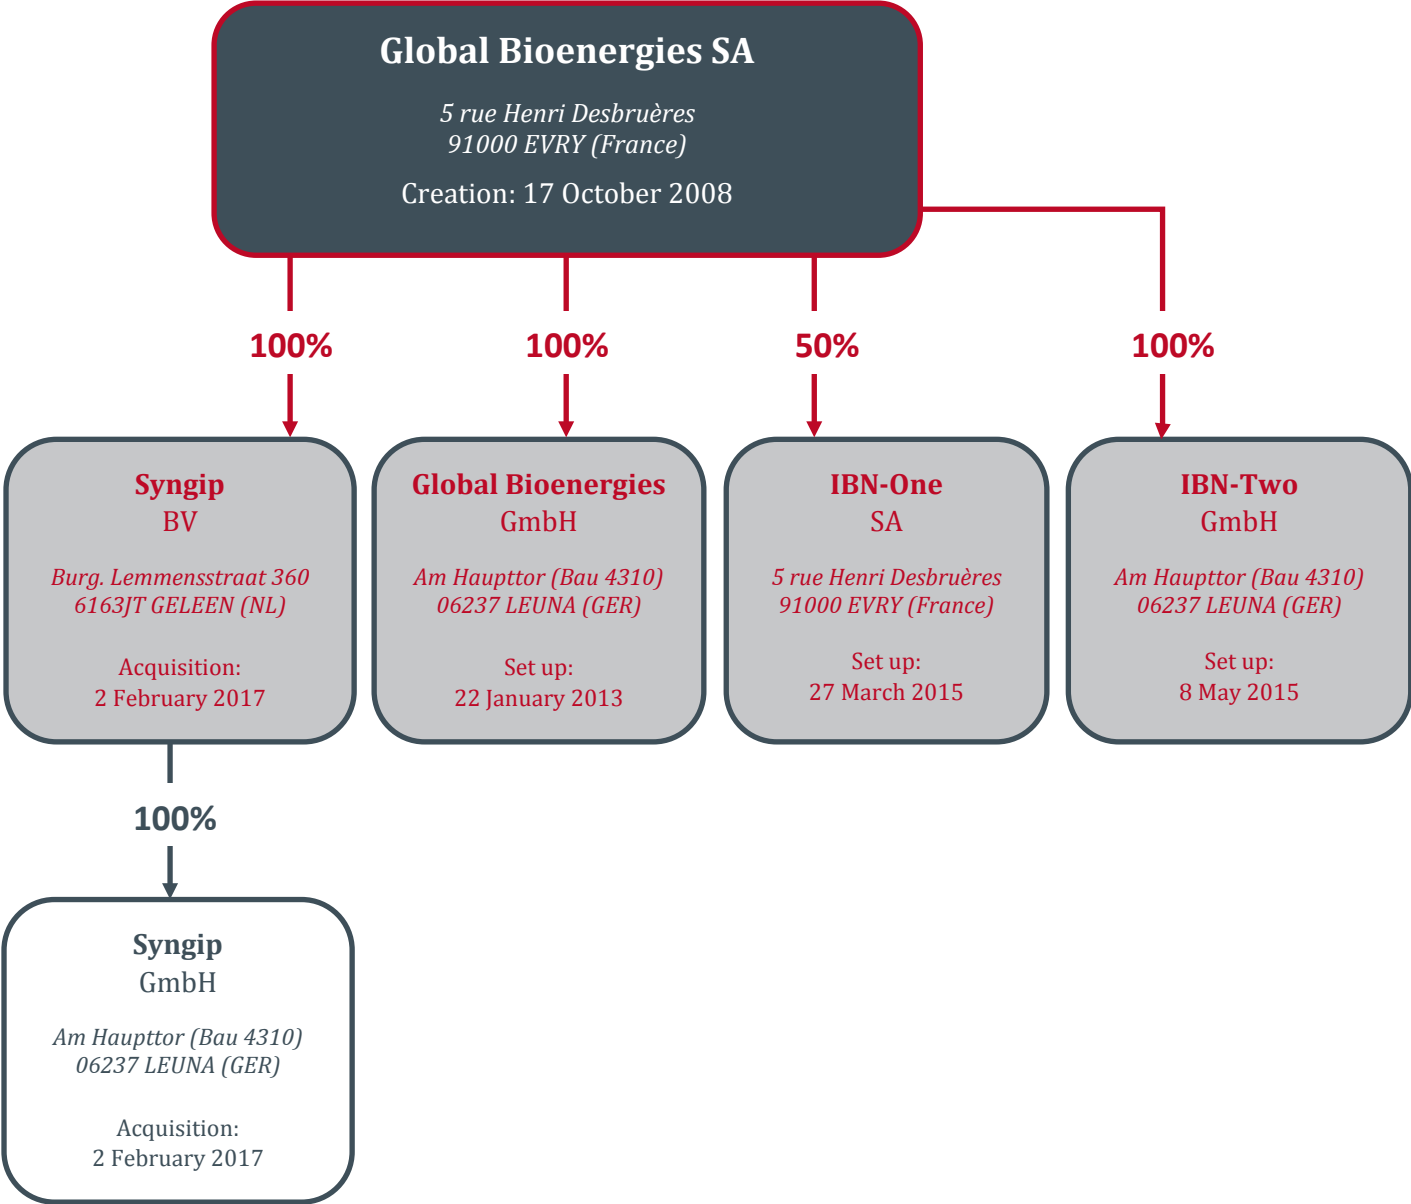 Global Bioenergies SA
5 rue Henri Desbruères
91000 EVRY (France)
Creation: 17 October 2008
100%
100%
50%
100%
Syngip
BV
Burg. Lemmensstraat 360
6163JT GELEEN (NL)
Acquisition:
2 February 2017
Global Bioenergies
GmbH
Am Haupttor (Bau 4310)
06237 LEUNA (GER)
Set up:
22 January 2013
IBN-One
SA
5 rue Henri Desbruères
91000 EVRY (France)
Set up:
27 March 2015
IBN-Two
GmbH
Am Haupttor (Bau 4310)
06237 LEUNA (GER)
Set up:
8 May 2015
100%
Syngip
GmbH
Am Haupttor (Bau 4310)
06237 LEUNA (GER)
Acquisition:
2 February 2017